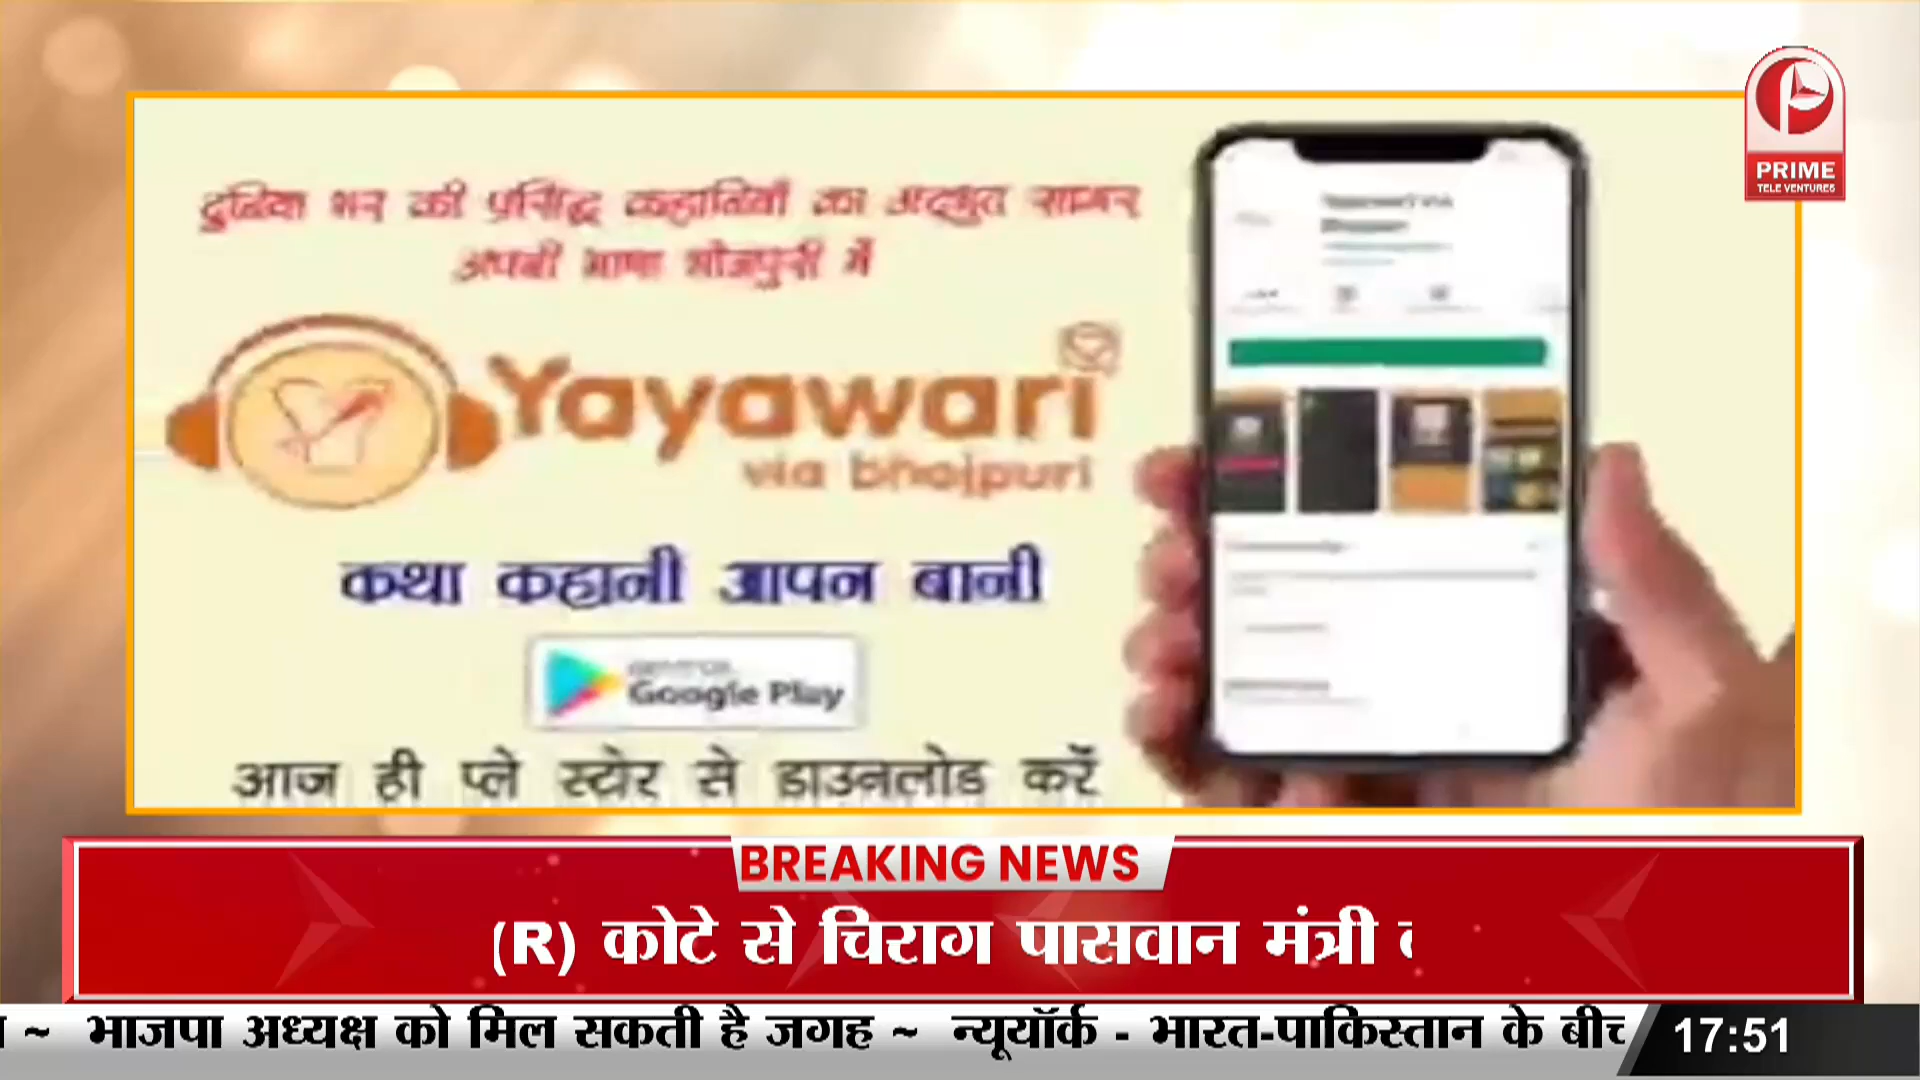 PRIME
TELE VENTURES
दुनिया भर की प्रसिद्ध कहानियों का अद्भुत सागर
अपनी भाषा भोजपुरी में
Yayawari
via bhojpuri
कथा कहानी आपन बानी
Google Play
आज ही प्ले स्टोर से डाउनलोड करें
BREAKING NEWS
(R) कोटे से चिराग पासवान मंत्री
~ भाजपा अध्यक्ष को मिल सकती है जगह ~ न्यूयॉर्क - भारत-पाकिस्तान के बीच
17:51